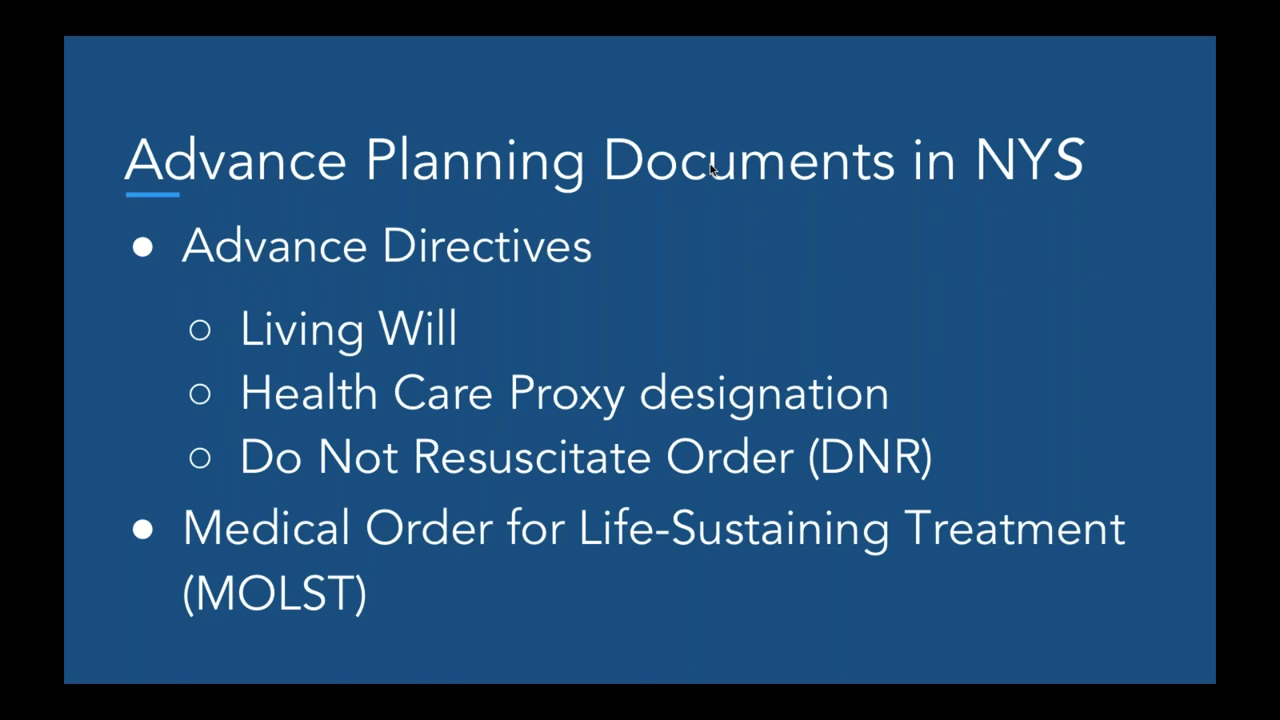 Advance Planning Documents in NYS
● Advance Directives
○ Living Will
○ Health Care Proxy designation
○ Do Not Resuscitate Order (DNR)
● Medical Order for Life-Sustaining Treatment
(MOLST)